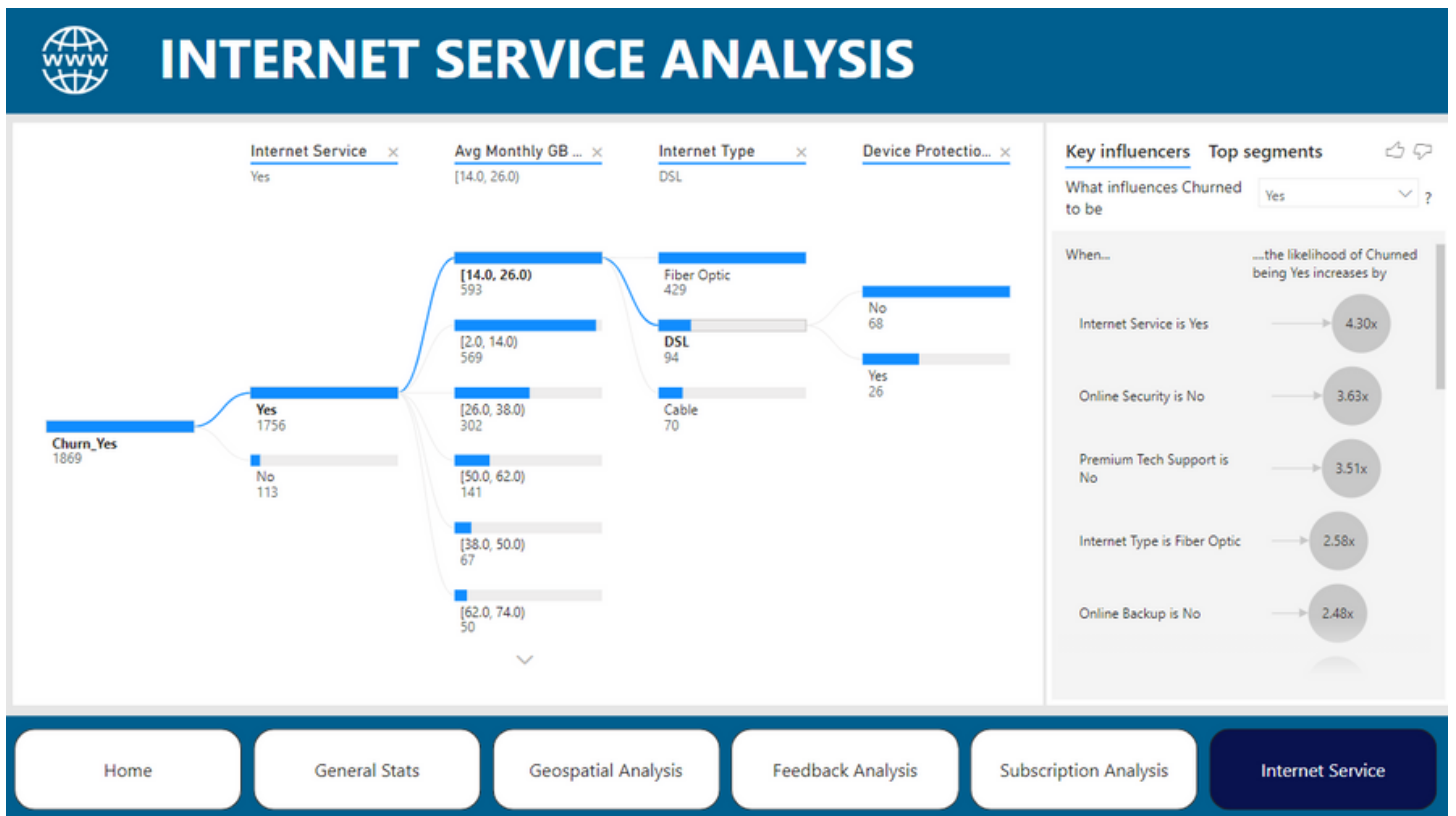 www
INTERNET SERVICE ANALYSIS
Internet Service ×
Yes
Avg Monthly GB ... ×
[14.0, 26.0)
Internet Type ×
DSL
Device Protectio... ×
Churn_Yes
1869
Yes
1756
No
113
[14.0, 26.0)
593
[2.0, 14.0)
569
[26.0, 38.0)
302
[50.0, 62.0)
141
[38.0, 50.0)
67
[62.0, 74.0)
50
Fiber Optic
429
DSL
94
Cable
70
No
68
Yes
26
Key influencers Top segments
What influences Churned
to be
Yes
?
When...
....the likelihood of Churned
being Yes increases by
Internet Service is Yes
4.30x
Online Security is No
3.63x
Premium Tech Support is
No
3.51x
Internet Type is Fiber Optic
2.58x
Online Backup is No
2.48x
Home
General Stats
Geospatial Analysis
Feedback Analysis
Subscription Analysis
Internet Service